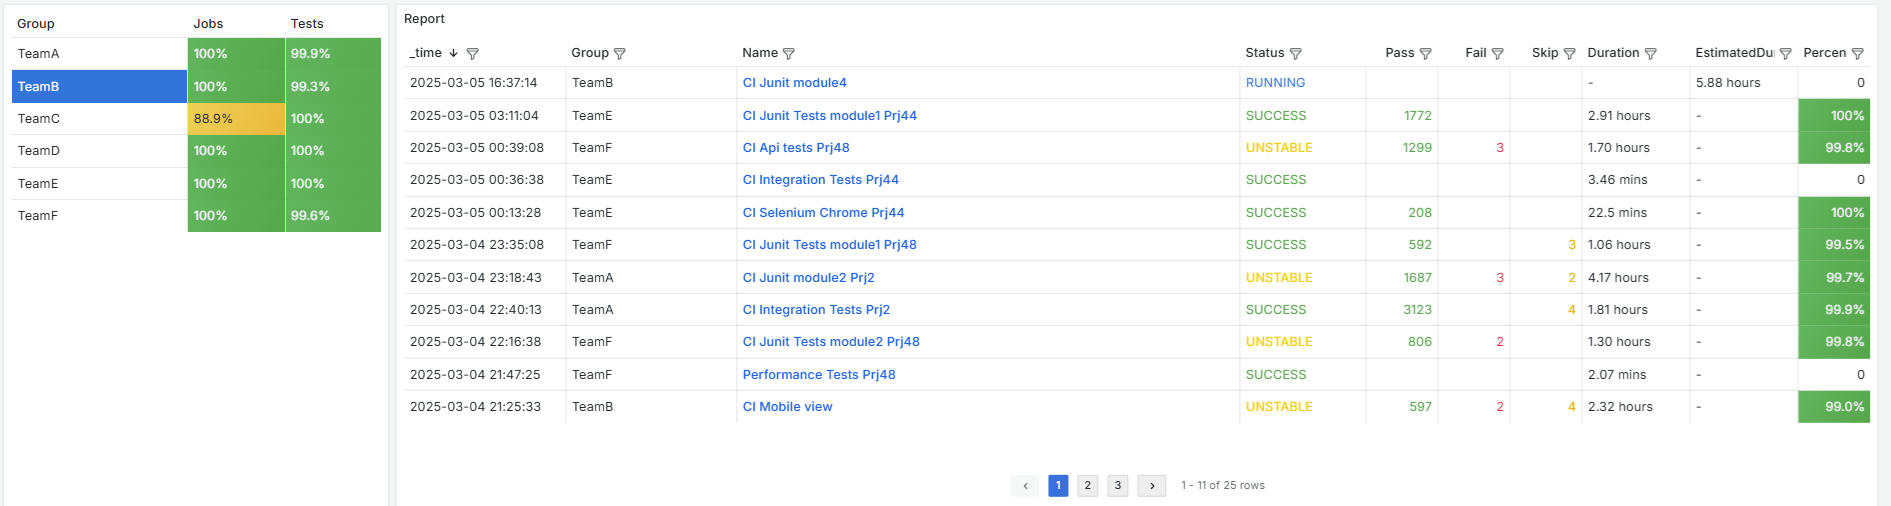 Group Jobs Tests
TeamA 100% 99.9%
TeamB 100% 99.3%
TeamC 88.9% 100%
TeamD 100% 100%
TeamE 100% 100%
TeamF 100% 99.6%
Report
_time Group Name Status Pass Fail Skip Duration EstimatedDu Percen
2025-03-05 16:37:14 TeamB CI Junit module4 RUNNING - 5.88 hours 0
2025-03-05 03:11:04 TeamE CI Junit Tests module1 Prj44 SUCCESS 1772 2.91 hours - 100%
2025-03-05 00:39:08 TeamF CI Api tests Prj48 UNSTABLE 1299 3 1.70 hours - 99.8%
2025-03-05 00:36:38 TeamE CI Integration Tests Prj44 SUCCESS 3.46 mins - 0
2025-03-05 00:13:28 TeamE CI Selenium Chrome Prj44 SUCCESS 208 22.5 mins - 100%
2025-03-04 23:35:08 TeamF CI Junit Tests module1 Prj48 SUCCESS 592 3 1.06 hours - 99.5%
2025-03-04 23:18:43 TeamA CI Junit module2 Prj2 UNSTABLE 1687 3 2 4.17 hours - 99.7%
2025-03-04 22:40:13 TeamA CI Integration Tests Prj2 SUCCESS 3123 4 1.81 hours - 99.9%
2025-03-04 22:16:38 TeamF CI Junit Tests module2 Prj48 UNSTABLE 806 2 1.30 hours - 99.8%
2025-03-04 21:47:25 TeamF Performance Tests Prj48 SUCCESS 2.07 mins - 0
2025-03-04 21:25:33 TeamB CI Mobile view UNSTABLE 597 2 4 2.32 hours - 99.0%
1 2 3 1 - 11 of 25 rows